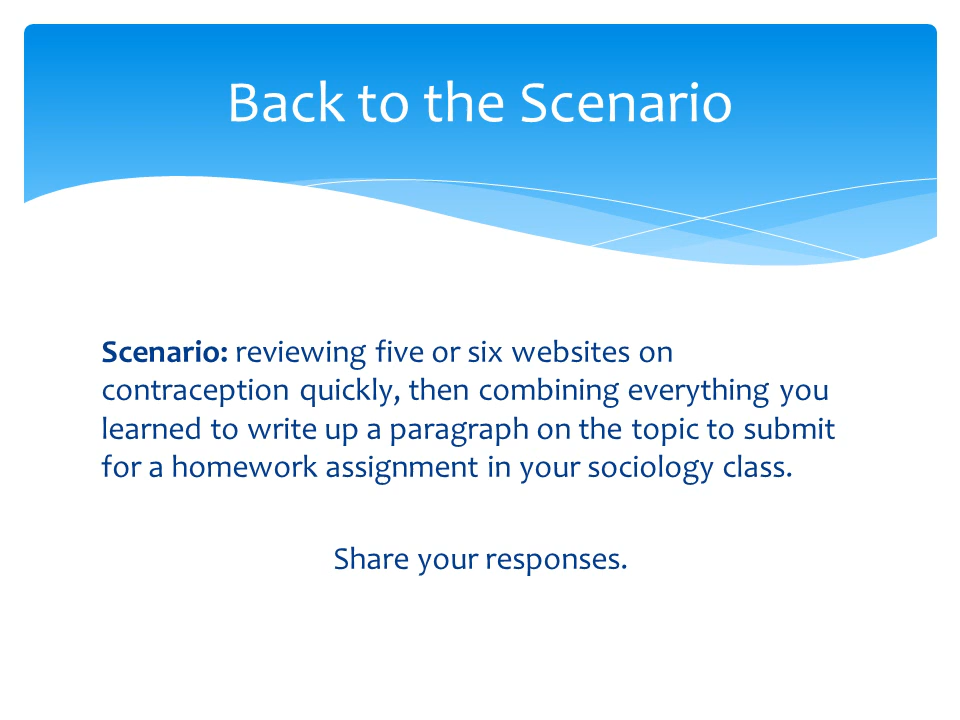 Back to the Scenario
Scenario: reviewing five or six websites on
contraception quickly, then combining everything you
learned to write up a paragraph on the topic to submit
for a homework assignment in your sociology class.
Share your responses.